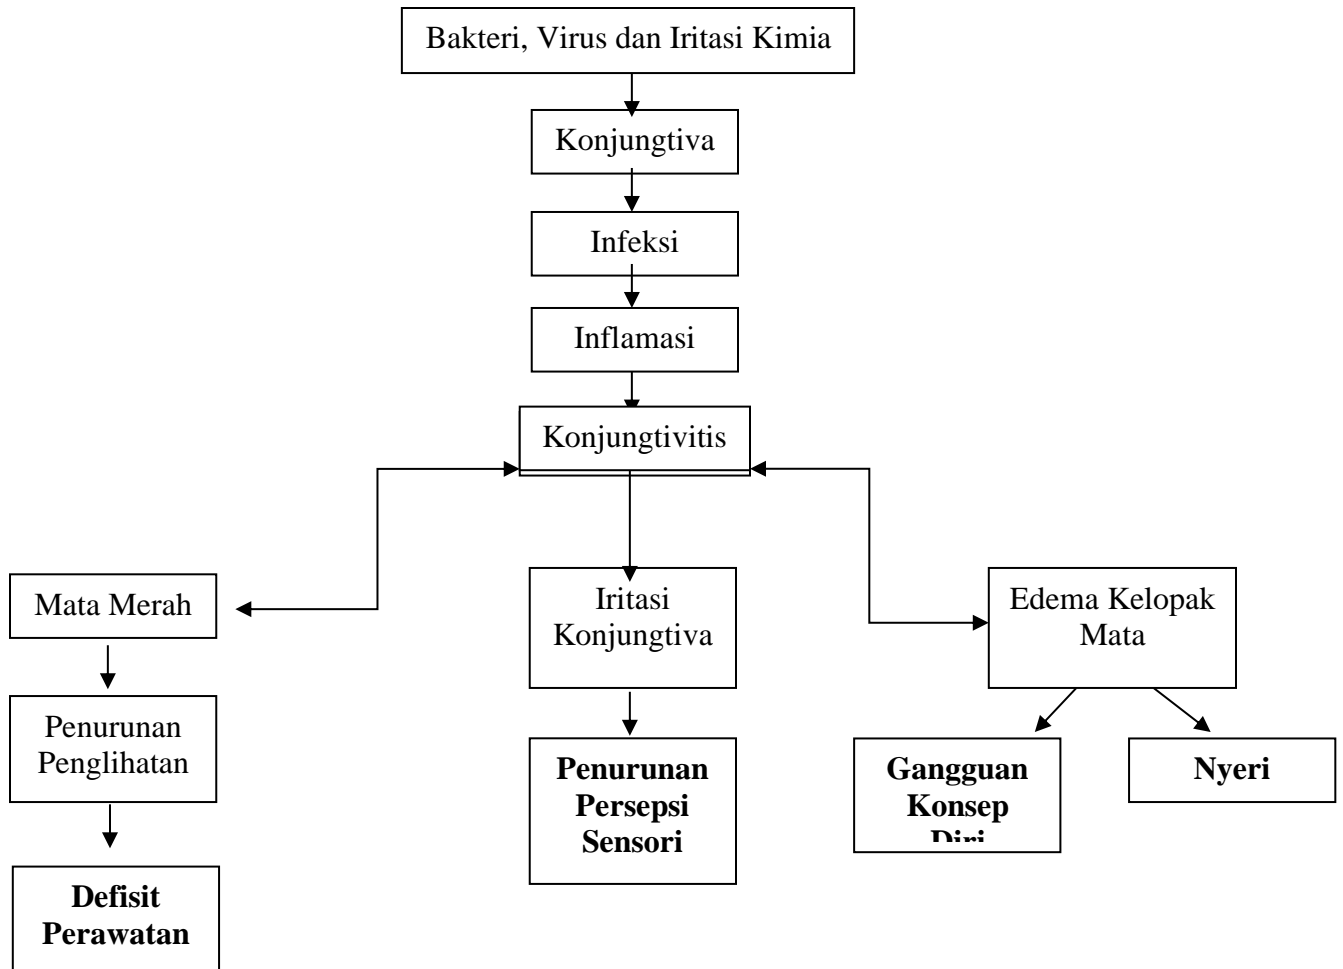 Bakteri, Virus dan Iritasi Kimia
Konjungtiva
Infeksi
Inflamasi
Konjungtivitis
Mata Merah
Iritasi
Konjungtiva
Edema Kelopak
Mata
Penurunan
Penglihatan
Penurunan
Persepsi
Sensori
Gangguan
Konsep
Diri
Nyeri
Defisit
Perawatan